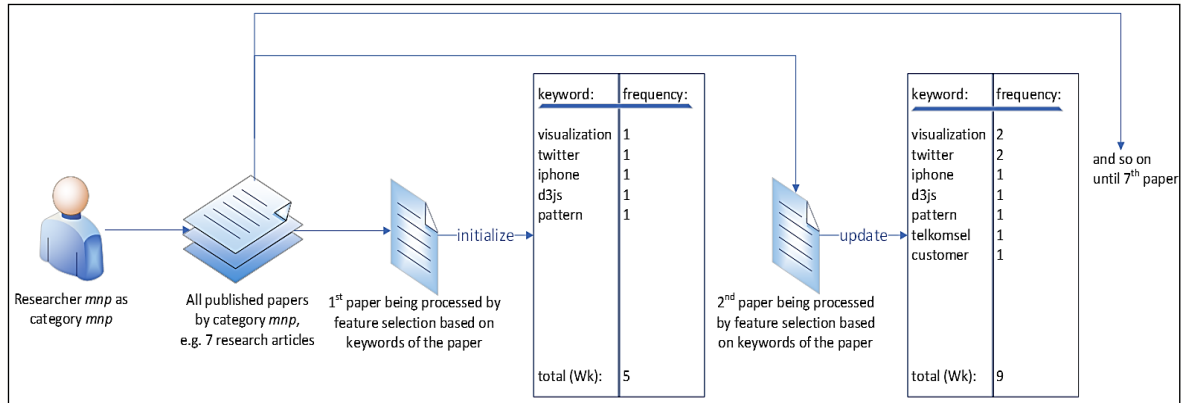 Researcher mnp as
category mnp
All published papers
by category mnp,
e.g. 7 research articles
1st paper being processed by
feature selection based on
keywords of the paper
initialize
keyword: frequency:
visualization 1
twitter 1
iphone 1
d3js 1
pattern 1
total (Wk): 5
2nd paper being processed
by feature selection based
on keywords of the paper
update
keyword: frequency:
visualization 2
twitter 2
iphone 1
d3js 1
pattern 1
telkomsel 1
customer 1
total (Wk): 9
and so on
until 7th paper